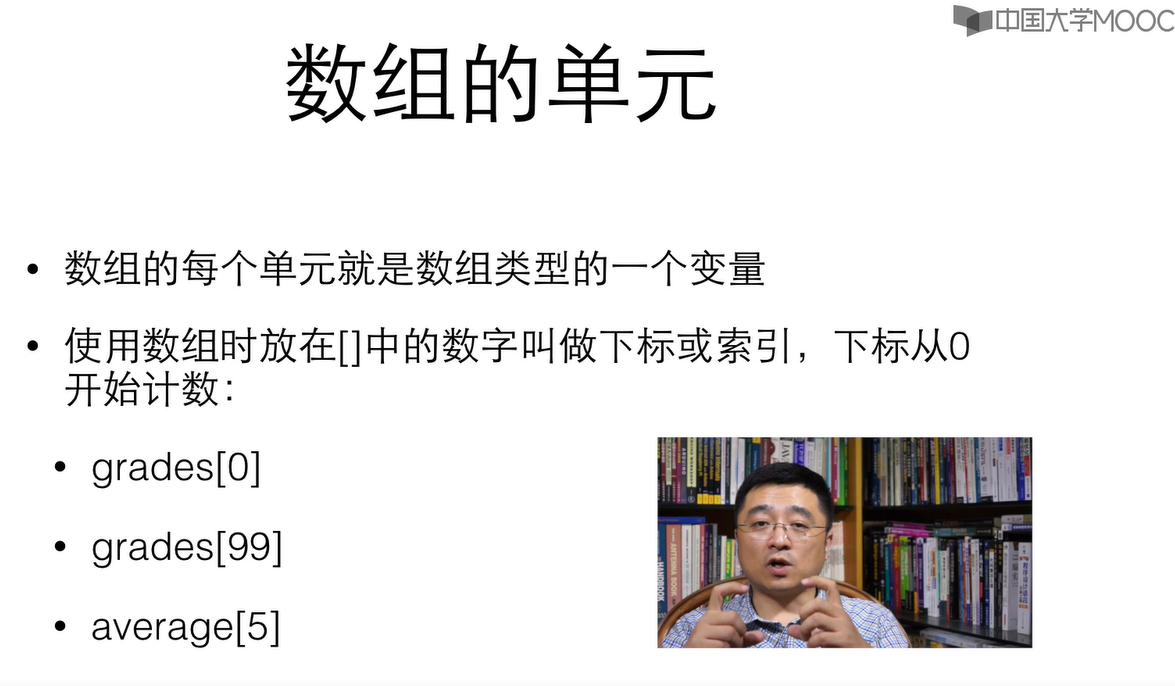 中国大学MOOC
数组的单元
• 数组的每个单元就是数组类型的一个变量
• 使用数组时放在[]中的数字叫做下标或索引，下标从0
开始计数：
• grades[0]
• grades[99]
• average[5]
ANTENNA BOOK
HANDBOOK